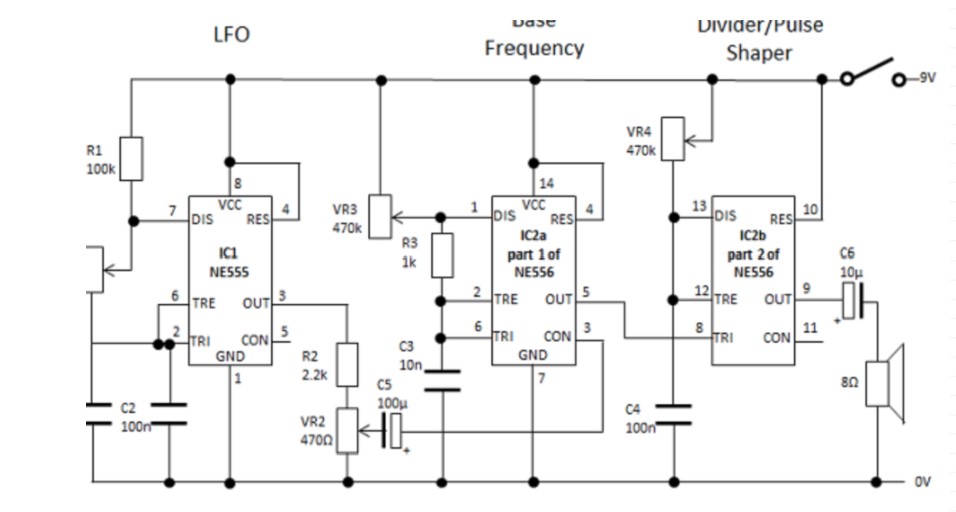 LFO
Base
Frequency
Divider/Pulse
Shaper
9V
R1
100k
8
VCC
7
DIS
RES
4
IC1
NE555
6
TRE
OUT
3
2
TRI
CON
5
GND
1
C2
100n
R2
2.2k
VR2
470Ω
C5
100µ
+
VR3
470k
R3
1k
C3
10n
14
VCC
1
DIS
RES
4
IC2a
part 1 of
NE556
2
TRE
OUT
5
6
TRI
CON
3
GND
7
VR4
470k
13
DIS
RES
10
IC2b
part 2 of
NE556
12
TRE
OUT
9
8
TRI
CON
11
C4
100n
C6
10µ
+
8Ω
0V